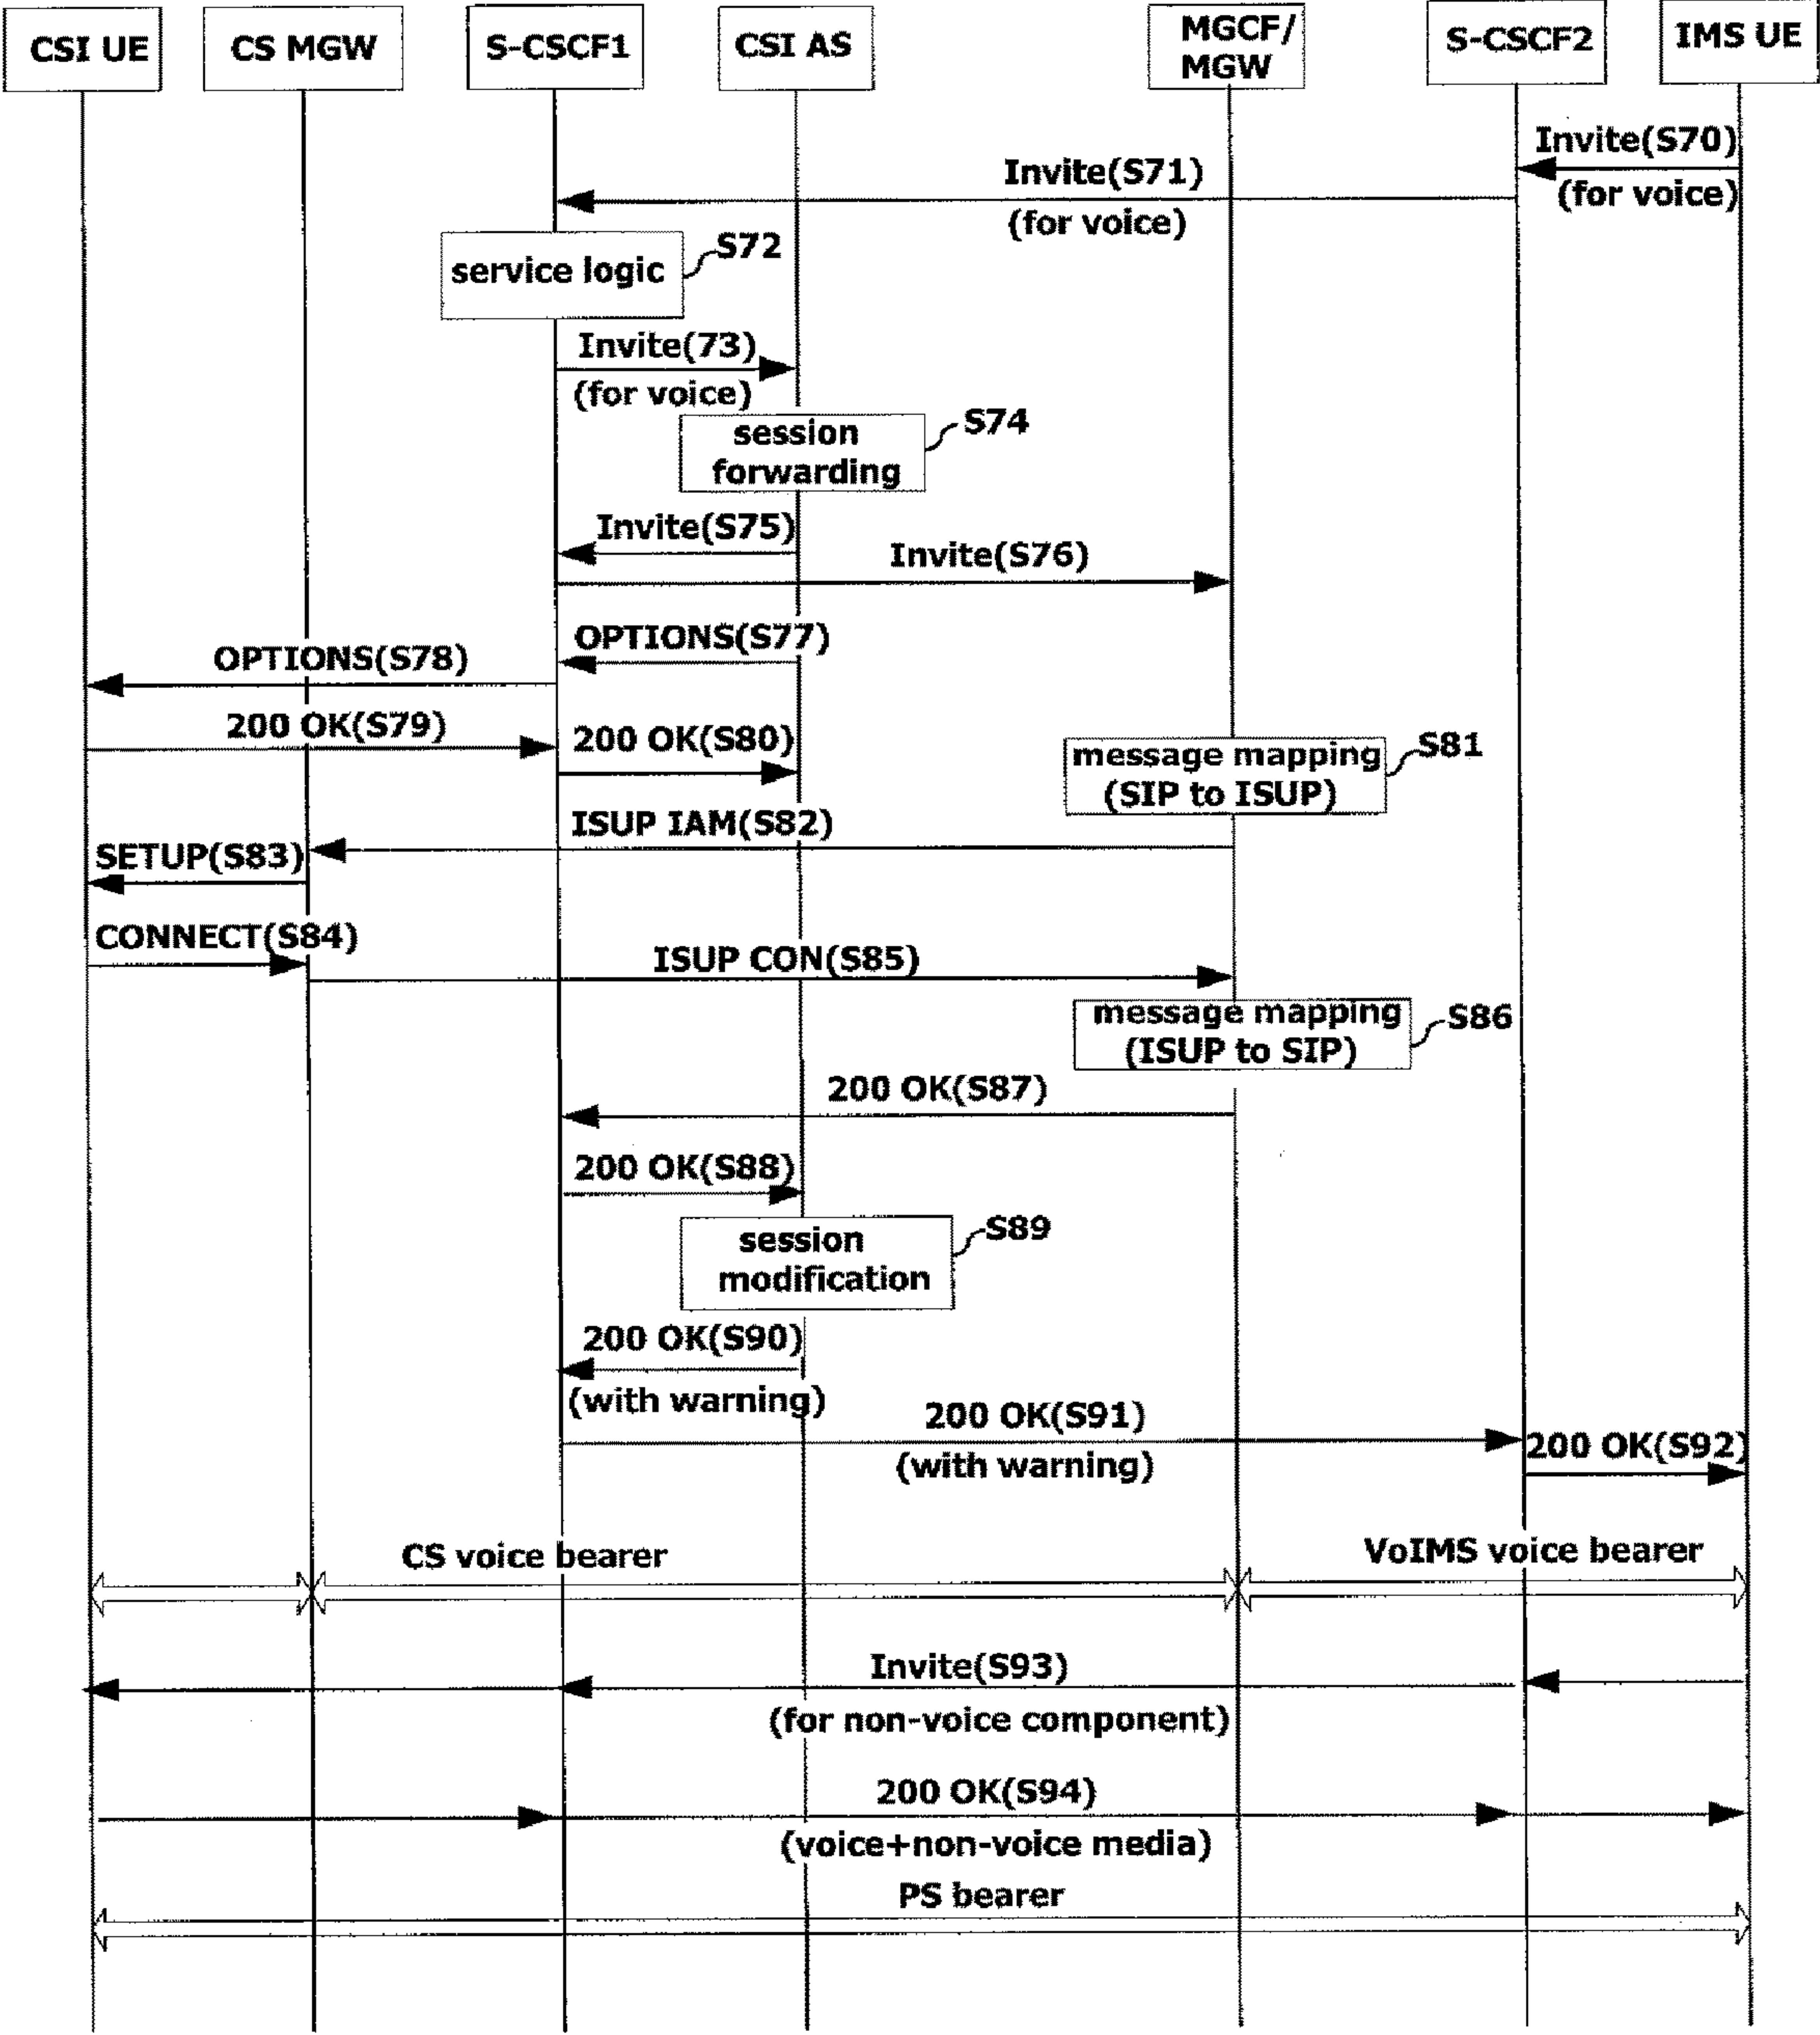 CSI UE
CS MGW
S-CSCF1
CSI AS
MGCF/
MGW
S-CSCF2
IMS UE
Invite(S70)
(for voice)
Invite(S71)
(for voice)
service logic
S72
Invite(73)
(for voice)
session
forwarding
S74
Invite(S75)
Invite(S76)
OPTIONS(S77)
OPTIONS(S78)
200 OK(S79)
200 OK(S80)
message mapping
(SIP to ISUP)
S81
ISUP IAM(S82)
SETUP(S83)
CONNECT(S84)
ISUP CON(S85)
message mapping
(ISUP to SIP)
S86
200 OK(S87)
200 OK(S88)
session
modification
S89
200 OK(S90)
(with warning)
200 OK(S91)
(with warning)
200 OK(S92)
CS voice bearer
VoIMS voice bearer
Invite(S93)
(for non-voice component)
200 OK(S94)
(voice+non-voice media)
PS bearer